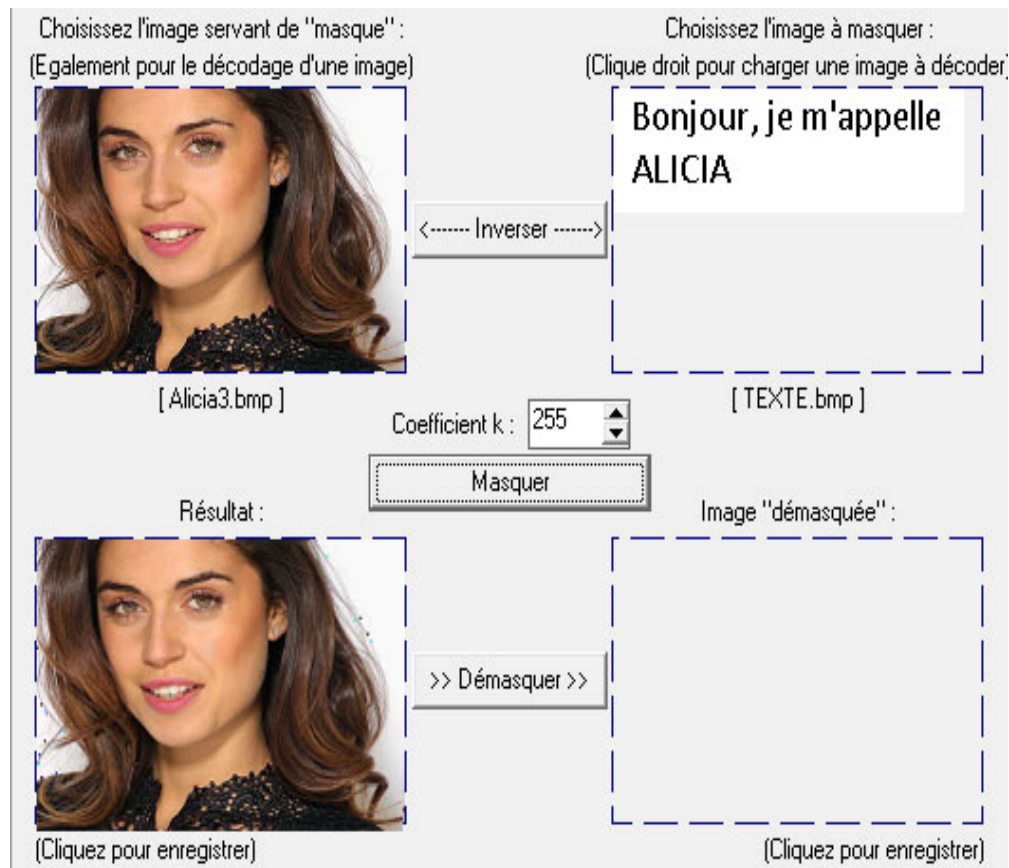 Choisissez l'image servant de "masque" :
(Egalement pour le décodage d'une image)
Choisissez l'image à masquer :
(Clique droit pour charger une image à décoder)
Bonjour, je m'appelle
ALICIA
<------ Inverser ------>
[ Alicia3.bmp ]
[ TEXTE.bmp ]
Coefficient k : 255
Masquer
Résultat :
Image "démasquée" :
>> Démasquer >>
(Cliquez pour enregistrer)
(Cliquez pour enregistrer)